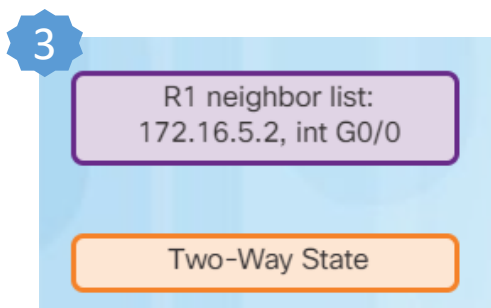 3
R1 neighbor list:
172.16.5.2, int G0/0
Two-Way State